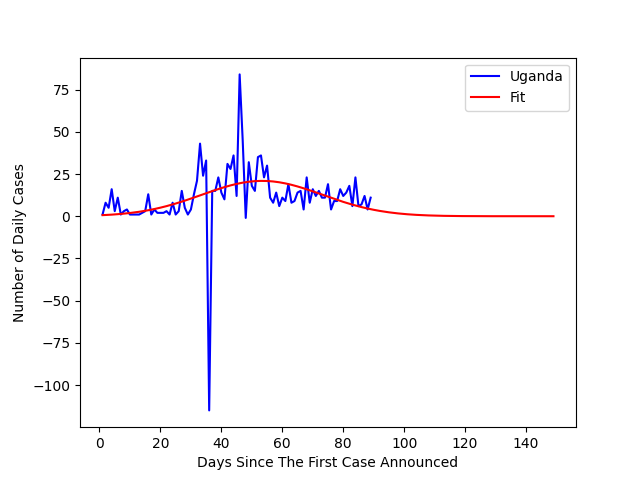 Uganda
Fit
75
50
25
0
−25
−50
−75
−100
Number of Daily Cases
0 20 40 60 80 100 120 140
Days Since The First Case Announced